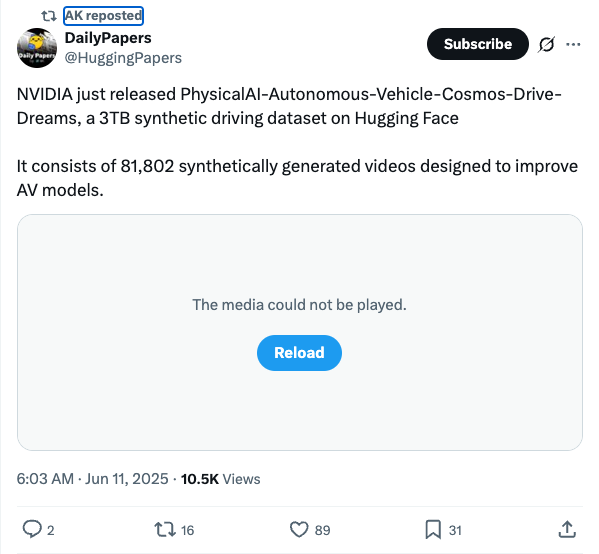 AK reposted
DailyPapers
@HuggingPapers
Subscribe
NVIDIA just released PhysicalAI-Autonomous-Vehicle-Cosmos-Drive-
Dreams, a 3TB synthetic driving dataset on Hugging Face
It consists of 81,802 synthetically generated videos designed to improve
AV models.
The media could not be played.
Reload
6:03 AM · Jun 11, 2025 · 10.5K Views
2 16 89 31
Daily Papers